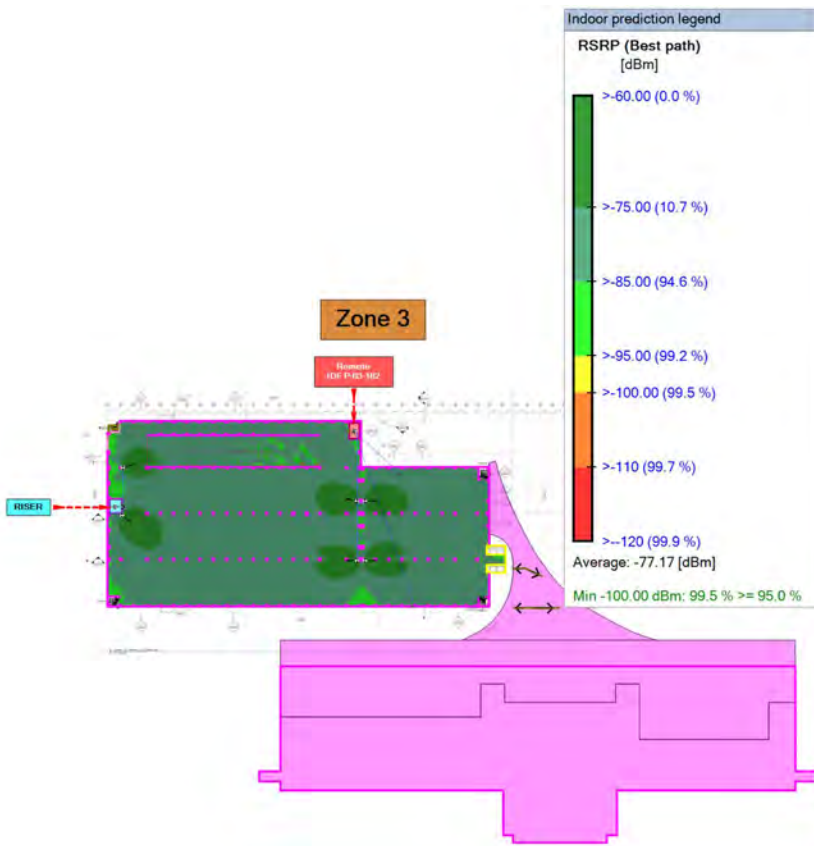 Indoor prediction legend
RSRP (Best path)
[dBm]
>-60.00 (0.0 %)
>-75.00 (10.7 %)
>-85.00 (94.6 %)
>-95.00 (99.2 %)
>-100.00 (99.5 %)
>-110 (99.7 %)
>--120 (99.9 %)
Average: -77.17 [dBm]
Min -100.00 dBm: 99.5 % >= 95.0 %
Zone 3
Remote
RISER